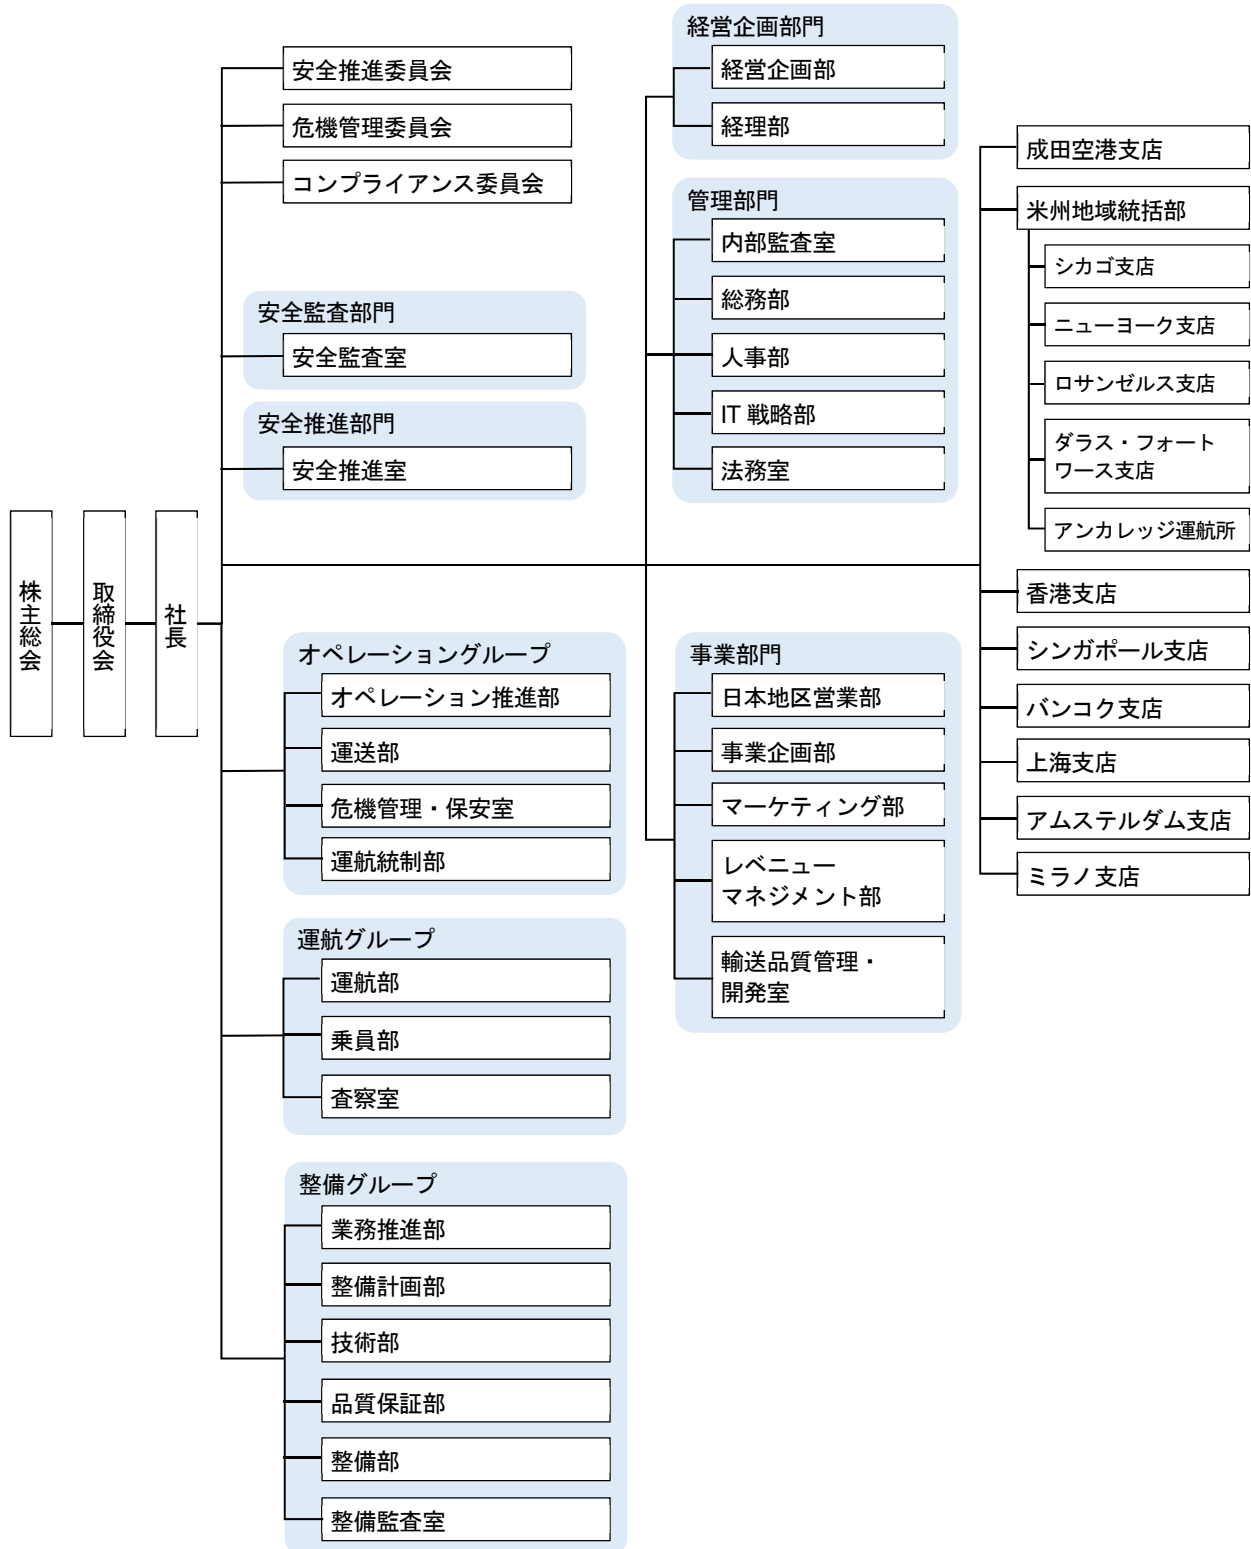 株主総会
取締役会
社長
安全推進委員会
危機管理委員会
コンプライアンス委員会
安全監査部門
安全監査室
安全推進部門
安全推進室
オペレーショングループ
オペレーション推進部
運送部
危機管理・保安室
運航統制部
運航グループ
運航部
乗員部
査察室
整備グループ
業務推進部
整備計画部
技術部
品質保証部
整備部
整備監査室
経営企画部門
経営企画部
経理部
管理部門
内部監査室
総務部
人事部
IT 戦略部
法務室
事業部門
日本地区営業部
事業企画部
マーケティング部
レベニュー
マネジメント部
輸送品質管理・
開発室
成田空港支店
米州地域統括部
シカゴ支店
ニューヨーク支店
ロサンゼルス支店
ダラス・フォート
ワース支店
アンカレッジ運航所
香港支店
シンガポール支店
バンコク支店
上海支店
アムステルダム支店
ミラノ支店